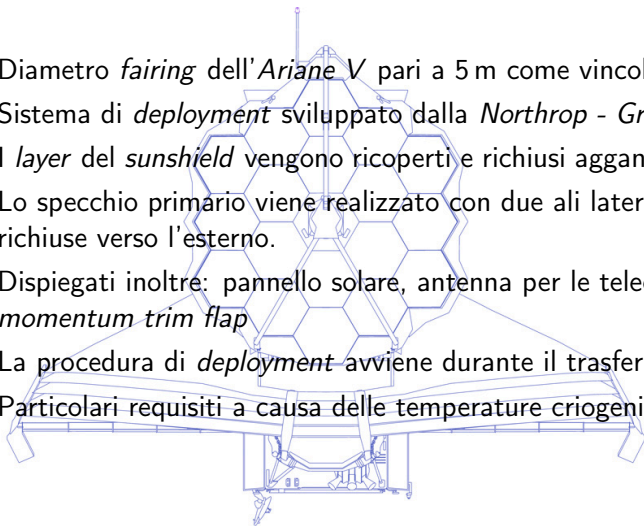 Diametro fairing dell'Ariane V pari a 5 m come vincol
Sistema di deployment sviluppato dalla Northrop - Gr
I layer del sunshield vengono ricoperti e richiusi aggan
Lo specchio primario viene realizzato con due ali later
richiuse verso l'esterno.
Dispiegati inoltre: pannello solare, antenna per le telec
momentum trim flap
La procedura di deployment avviene durante il trasfer
Particolari requisiti a causa delle temperature criogeni